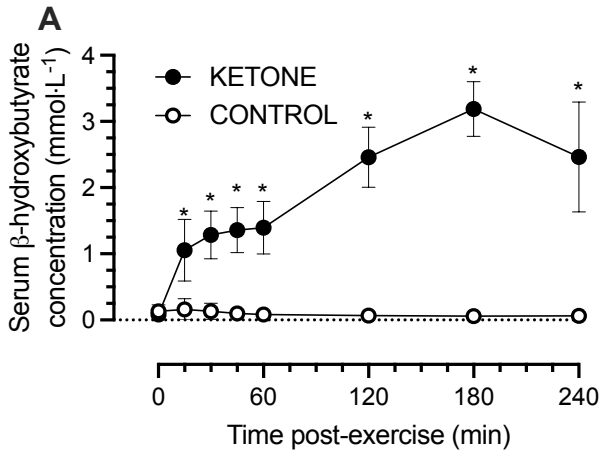 A
Serum β-hydroxybutyrate
concentration (mmol·L⁻¹)
4
3
2
1
0
KETONE
CONTROL
* * * * * * *
0 60 120 180 240
Time post-exercise (min)